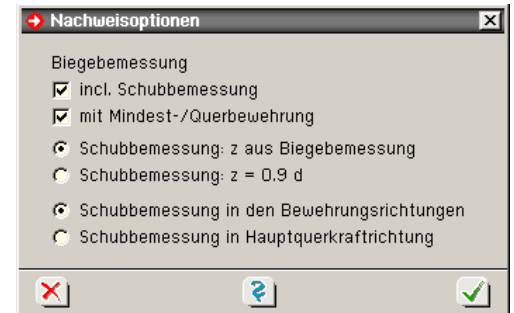 Nachweisoptionen
Biegebemessung
incl. Schubbemessung
mit Mindest-/Querbewehrung
Schubbemessung: z aus Biegebemessung
Schubbemessung: z = 0.9 d
Schubbemessung in den Bewehrungsrichtungen
Schubbemessung in Hauptquerkraftrichtung